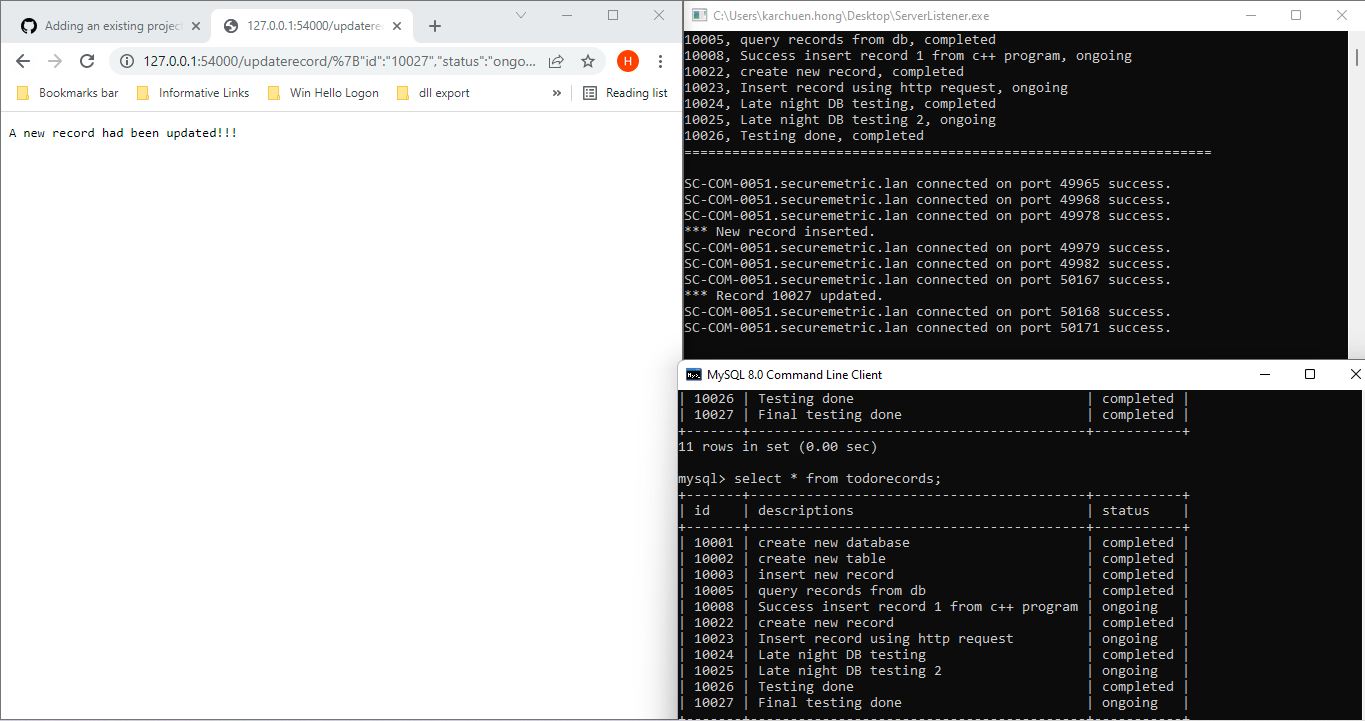 Adding an existing projec
127.0.0.1:54000/updatere
127.0.0.1:54000/updaterecord/%7B"id":"10027","status":"ongo...
H
Bookmarks bar
Informative Links
Win Hello Logon
dll export
»
Reading list
A new record had been updated!!!
C:\Users\karchuen.hong\Desktop\ServerListener.exe
10005, query records from db, completed
10008, Success insert record 1 from c++ program, ongoing
10022, create new record, completed
10023, Insert record using http request, ongoing
10024, Late night DB testing, completed
10025, Late night DB testing 2, ongoing
10026, Testing done, completed
==================================================================
SC-COM-0051.securemetric.lan connected on port 49965 success.
SC-COM-0051.securemetric.lan connected on port 49968 success.
SC-COM-0051.securemetric.lan connected on port 49978 success.
*** New record inserted.
SC-COM-0051.securemetric.lan connected on port 49979 success.
SC-COM-0051.securemetric.lan connected on port 49982 success.
SC-COM-0051.securemetric.lan connected on port 50167 success.
*** Record 10027 updated.
SC-COM-0051.securemetric.lan connected on port 50168 success.
SC-COM-0051.securemetric.lan connected on port 50171 success.
MySQL 8.0 Command Line Client
| 10026 | Testing done                             | completed |
| 10027 | Final testing done                       | completed |
+-------+------------------------------------------+-----------+
11 rows in set (0.00 sec)
mysql> select * from todorecords;
+-------+------------------------------------------+-----------+
| id    | descriptions                             | status    |
+-------+------------------------------------------+-----------+
| 10001 | create new database                      | completed |
| 10002 | create new table                         | completed |
| 10003 | insert new record                        | completed |
| 10005 | query records from db                    | completed |
| 10008 | Success insert record 1 from c++ program | ongoing   |
| 10022 | create new record                        | completed |
| 10023 | Insert record using http request         | ongoing   |
| 10024 | Late night DB testing                    | completed |
| 10025 | Late night DB testing 2                  | ongoing   |
| 10026 | Testing done                             | completed |
| 10027 | Final testing done                       | ongoing   |
+-------+------------------------------------------+-----------+